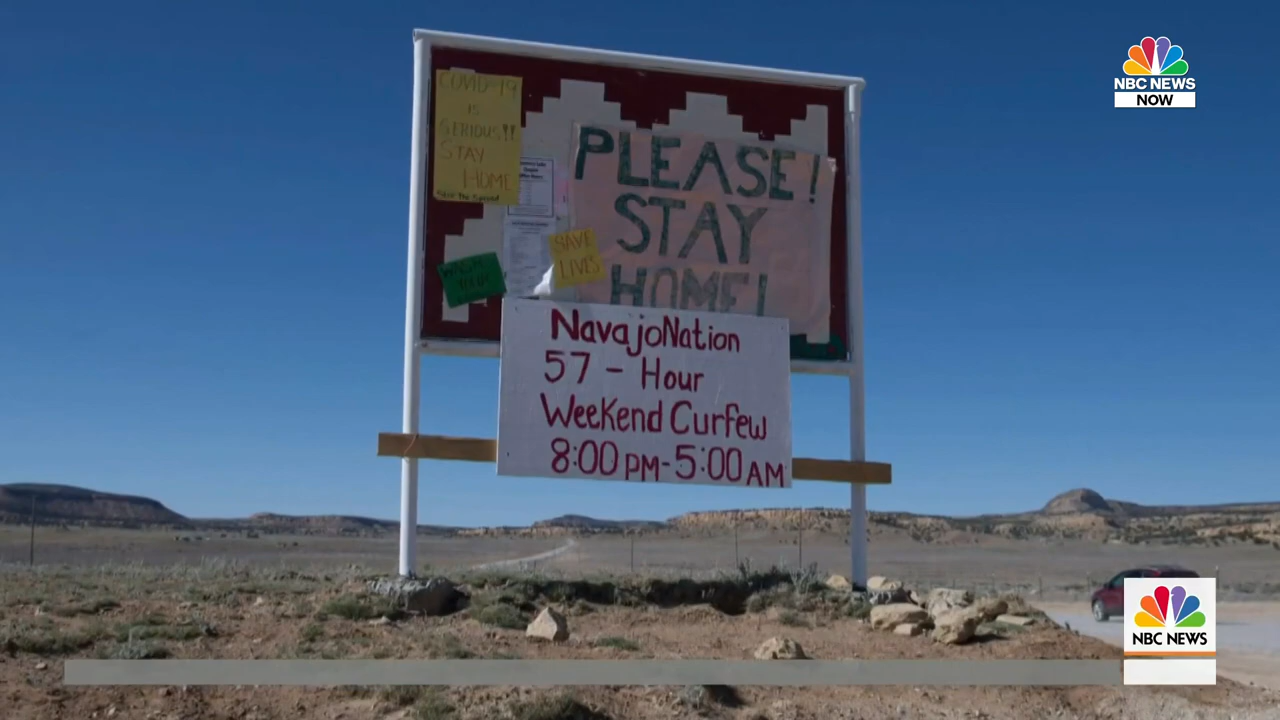 NBC NEWS
NOW
COVID-19
IS
SERIOUS!!
STAY
HOME
PLEASE!
STAY
HOME!
SAVE
LIVES
NavajoNation
57 - Hour
Weekend Curfew
8:00 PM-5:00 AM
NBC NEWS